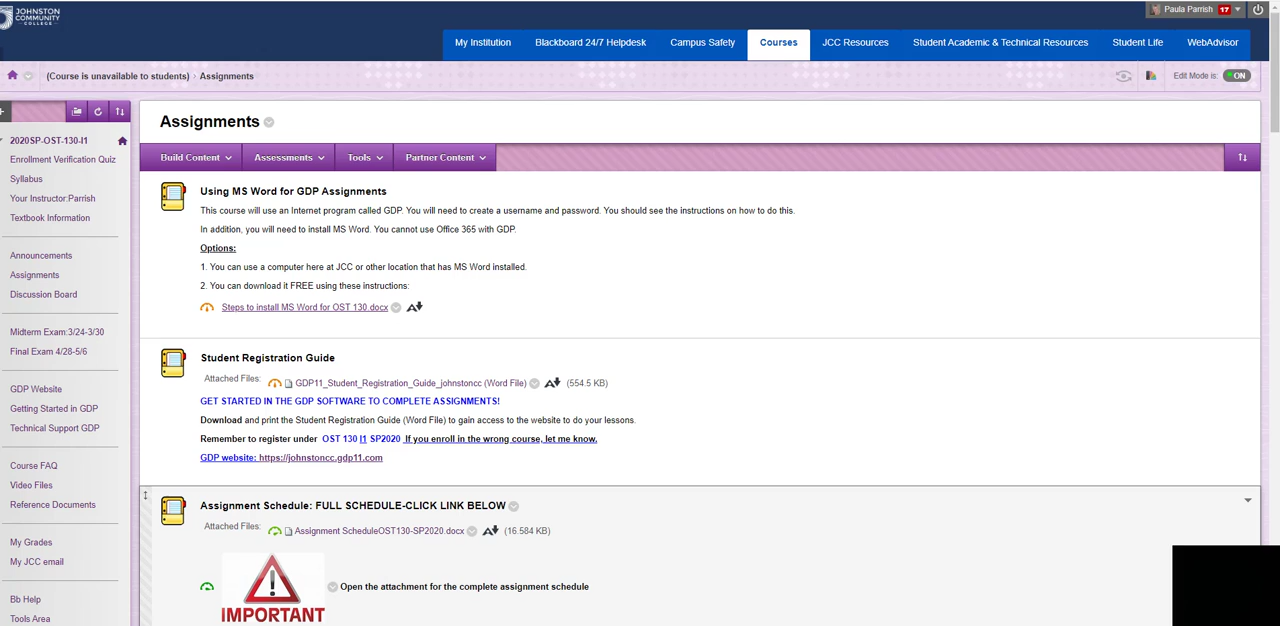 JOHNSTON
COMMUNITY
COLLEGE
Paula Parrish 17
My Institution Blackboard 24/7 Helpdesk Campus Safety Courses JCC Resources Student Academic & Technical Resources Student Life WebAdvisor
(Course is unavailable to students) Assignments
Edit Mode is: ON
2020SP-OST-130-I1
Enrollment Verification Quiz
Syllabus
Your Instructor:Parrish
Textbook Information
Announcements
Assignments
Discussion Board
Midterm Exam:3/24-3/30
Final Exam 4/28-5/6
GDP Website
Getting Started in GDP
Technical Support GDP
Course FAQ
Video Files
Reference Documents
My Grades
My JCC email
Bb Help
Tools Area
Assignments
Build Content Assessments Tools Partner Content
Using MS Word for GDP Assignments
This course will use an Internet program called GDP. You will need to create a username and password. You should see the instructions on how to do this.
In addition, you will need to install MS Word. You cannot use Office 365 with GDP.
Options:
1. You can use a computer here at JCC or other location that has MS Word installed.
2. You can download it FREE using these instructions:
Steps to install MS Word for OST 130.docx
Student Registration Guide
Attached Files: GDP11_Student_Registration_Guide_johnstoncc (Word File) (554.5 KB)
GET STARTED IN THE GDP SOFTWARE TO COMPLETE ASSIGNMENTS!
Download and print the Student Registration Guide (Word File) to gain access to the website to do your lessons.
Remember to register under OST 130 I1 SP2020 If you enroll in the wrong course, let me know.
GDP website: https://johnstoncc.gdp11.com
Assignment Schedule: FULL SCHEDULE-CLICK LINK BELOW
Attached Files: Assignment ScheduleOST130-SP2020.docx (16.584 KB)
Open the attachment for the complete assignment schedule
IMPORTANT